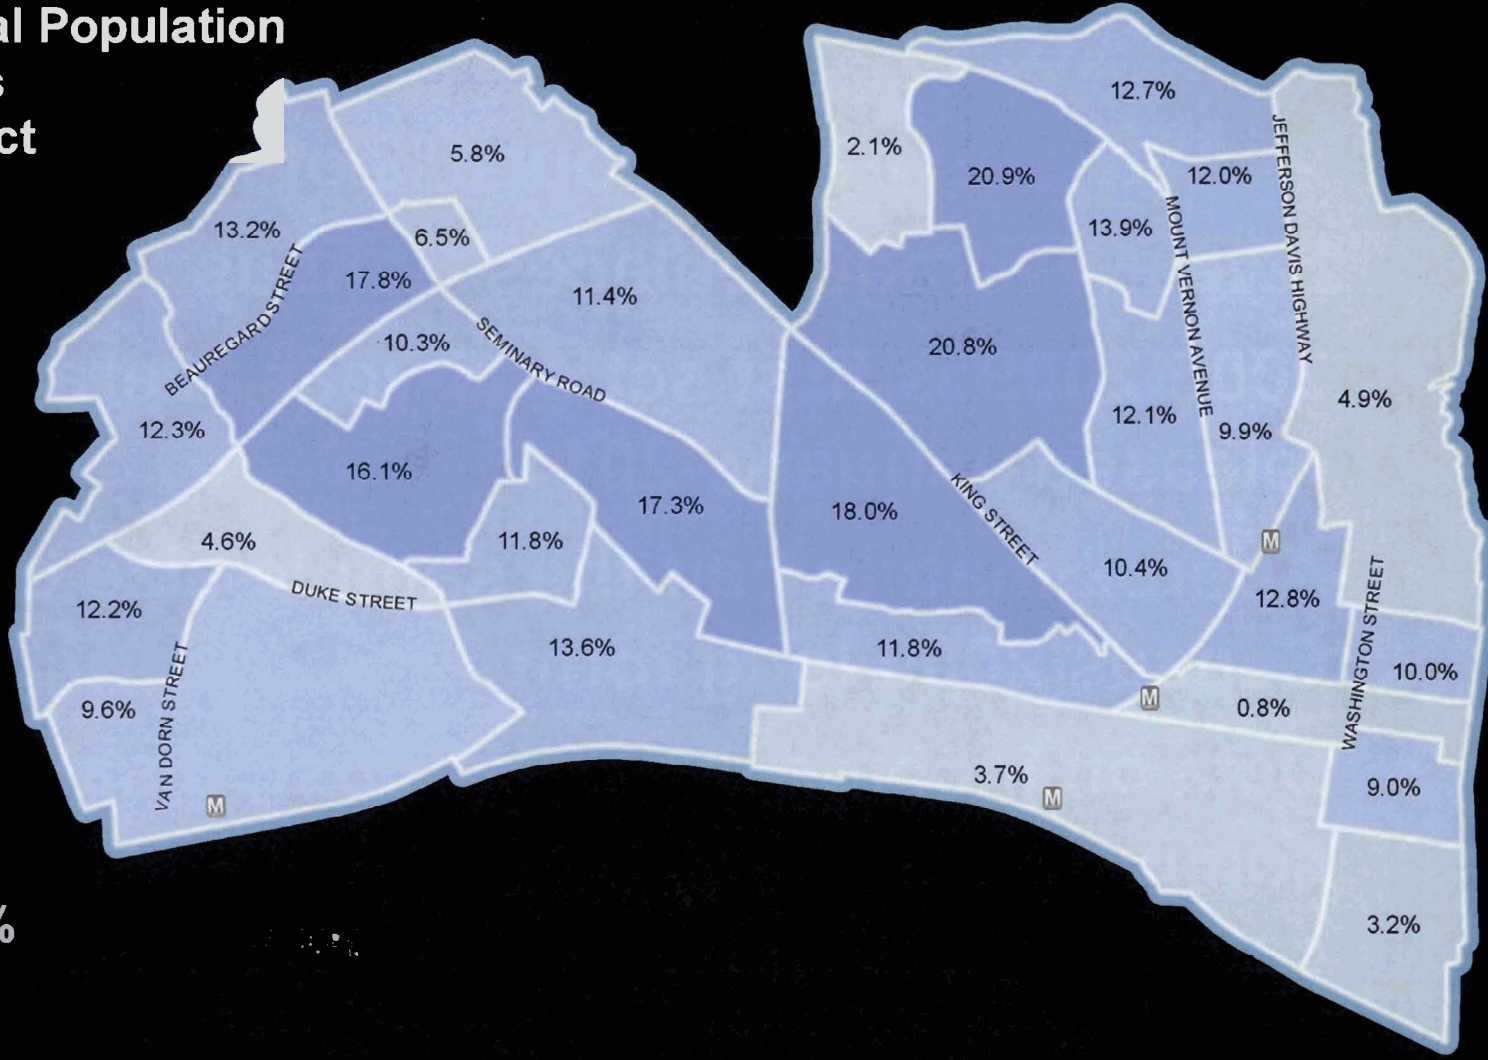 al Population
s
ct
12.7%
5.8%
2.1%
20.9%
12.0%
13.2%
6.5%
13.9%
JEFFERSON DAVIS HIGHWAY
17.8%
11.4%
MOUNT VERNON AVENUE
BEAUREGARD STREET
10.3%
SEMINARY ROAD
20.8%
4.9%
12.3%
12.1%
9.9%
16.1%
17.3%
18.0%
KING STREET
4.6%
11.8%
M
10.4%
DUKE STREET
12.8%
12.2%
13.6%
11.8%
WASHINGTON STREET
10.0%
VAN DORN STREET
9.6%
M
0.8%
3.7%
9.0%
M
M
3.2%
%